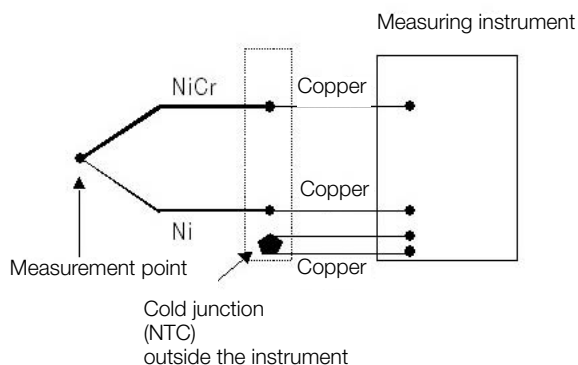 Measuring instrument
NiCr
Copper
Copper
Ni
Measurement point
Copper
Cold junction
(NTC)
outside the instrument